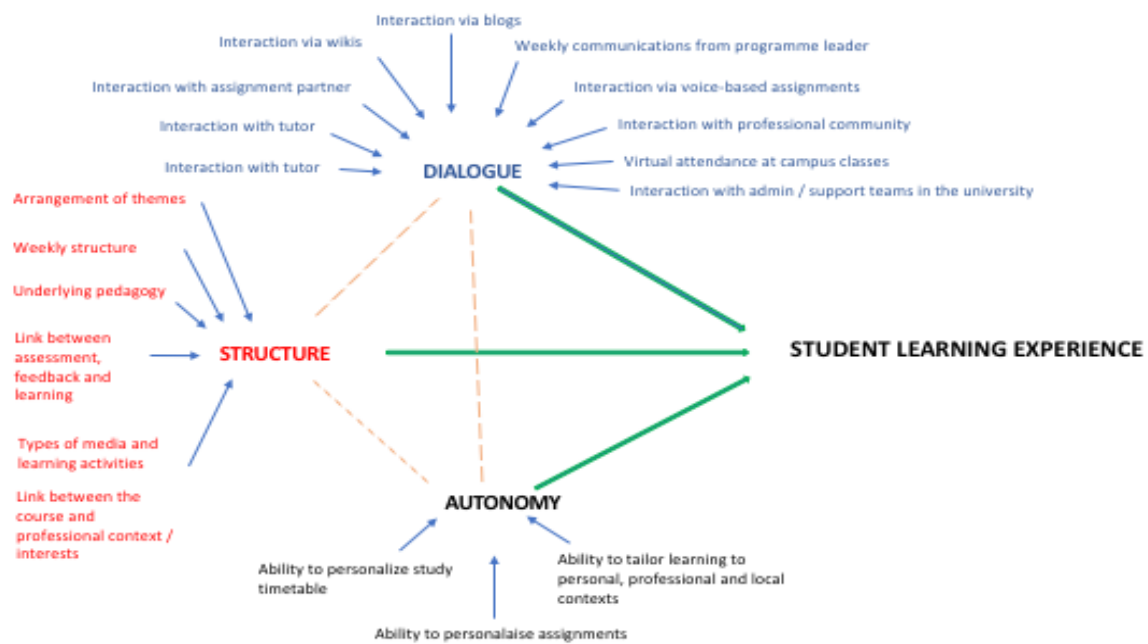 Interaction via blogs
Interaction via wikis
Weekly communications from programme leader
Interaction with assignment partner
Interaction via voice-based assignments
Interaction with tutor
Interaction with professional community
Interaction with tutor
Virtual attendance at campus classes
DIALOGUE
Interaction with admin / support teams in the university
Arrangement of themes
Weekly structure
Underlying pedagogy
Link between
assessment,
feedback and
learning
STRUCTURE
STUDENT LEARNING EXPERIENCE
Types of media and
learning activities
Link between the
course and
professional context /
interests
AUTONOMY
Ability to personalize study
timetable
Ability to tailor learning to
personal, professional and local
contexts
Ability to personalaise assignments